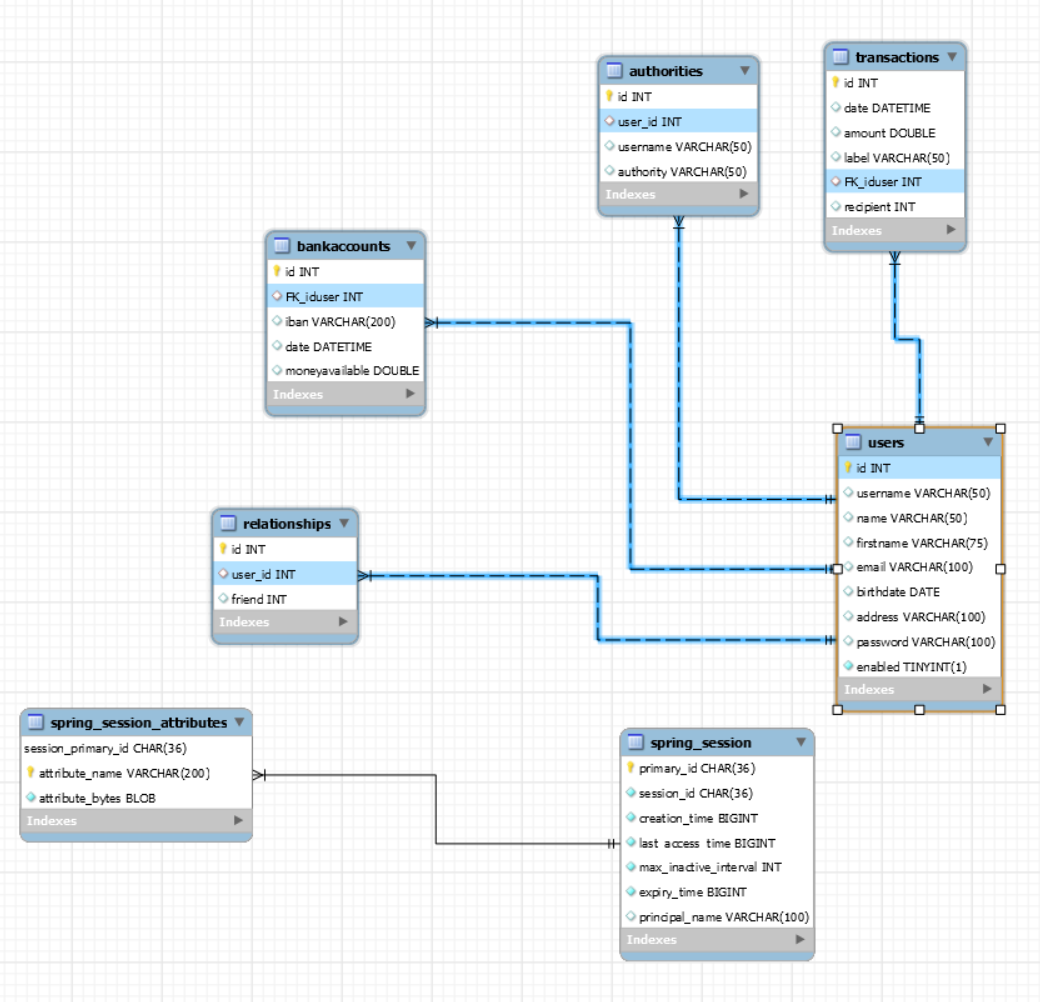 authorities
id INT
user_id INT
username VARCHAR(50)
authority VARCHAR(50)
Indexes
transactions
id INT
date DATETIME
amount DOUBLE
label VARCHAR(50)
FK_iduser INT
recipient INT
Indexes
bankaccounts
id INT
FK_iduser INT
iban VARCHAR(200)
date DATETIME
moneyavailable DOUBLE
Indexes
users
id INT
username VARCHAR(50)
name VARCHAR(50)
firstname VARCHAR(75)
email VARCHAR(100)
birthdate DATE
address VARCHAR(100)
password VARCHAR(100)
enabled TINYINT(1)
Indexes
relationships
id INT
user_id INT
friend INT
Indexes
spring_session_attributes
session_primary_id CHAR(36)
attribute_name VARCHAR(200)
attribute_bytes BLOB
Indexes
spring_session
primary_id CHAR(36)
session_id CHAR(36)
creation_time BIGINT
last_access_time BIGINT
max_inactive_interval INT
expiry_time BIGINT
principal_name VARCHAR(100)
Indexes